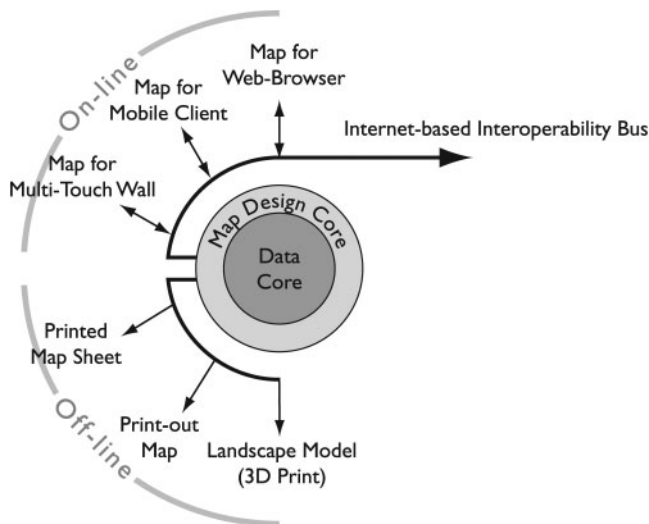 On-line
Map for
Web-Browser
Map for
Mobile Client
Internet-based Interoperability Bus
Map for
Multi-Touch Wall
Map Design Core
Data
Core
Printed
Map Sheet
Print-out
Map
Landscape Model
(3D Print)
Off-line